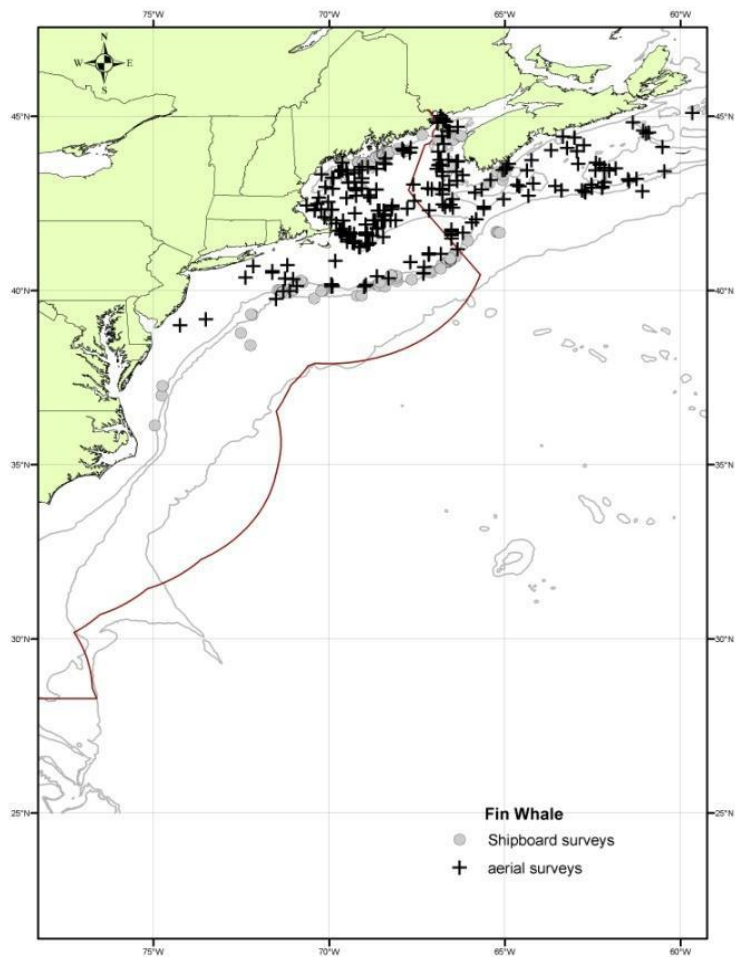 75°W 70°W 65°W 60°W
N
W E
S
45°N 45°N
40°N 40°N
35°N 35°N
30°N 30°N
25°N 25°N
Fin Whale
Shipboard surveys
aerial surveys
75°W 70°W 65°W 60°W